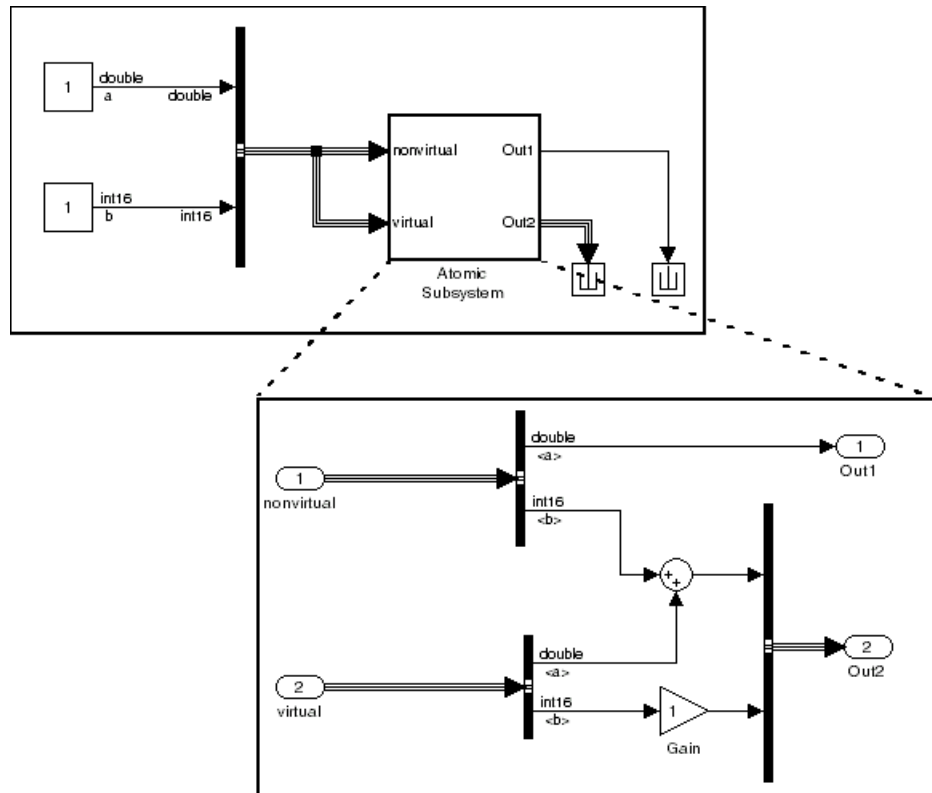 double
1
a
double
nonvirtual
Out1
int16
1
b
int16
virtual
Out2
Atomic
Subsystem
double
<a>
1
Out1
1
nonvirtual
int16
<b>
+
+
double
<a>
2
Out2
2
virtual
int16
<b>
1
Gain